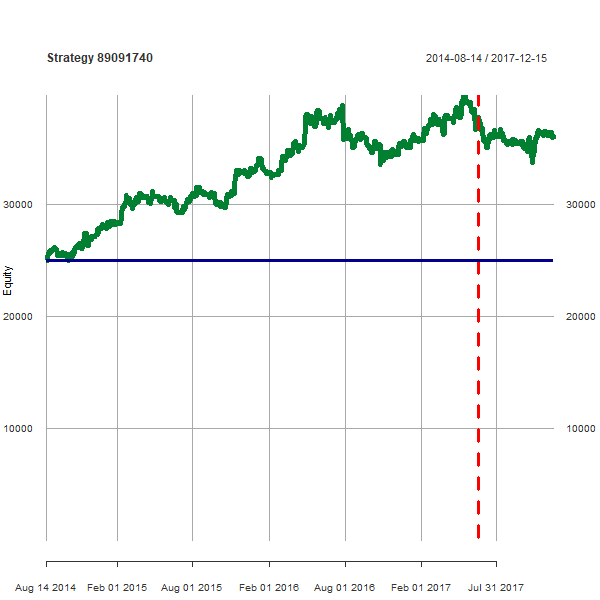 Strategy 89091740
2014-08-14 / 2017-12-15
Equity
30000
30000
20000
20000
10000
10000
Aug 14 2014
Feb 01 2015
Aug 01 2015
Feb 01 2016
Aug 01 2016
Feb 01 2017
Jul 31 2017